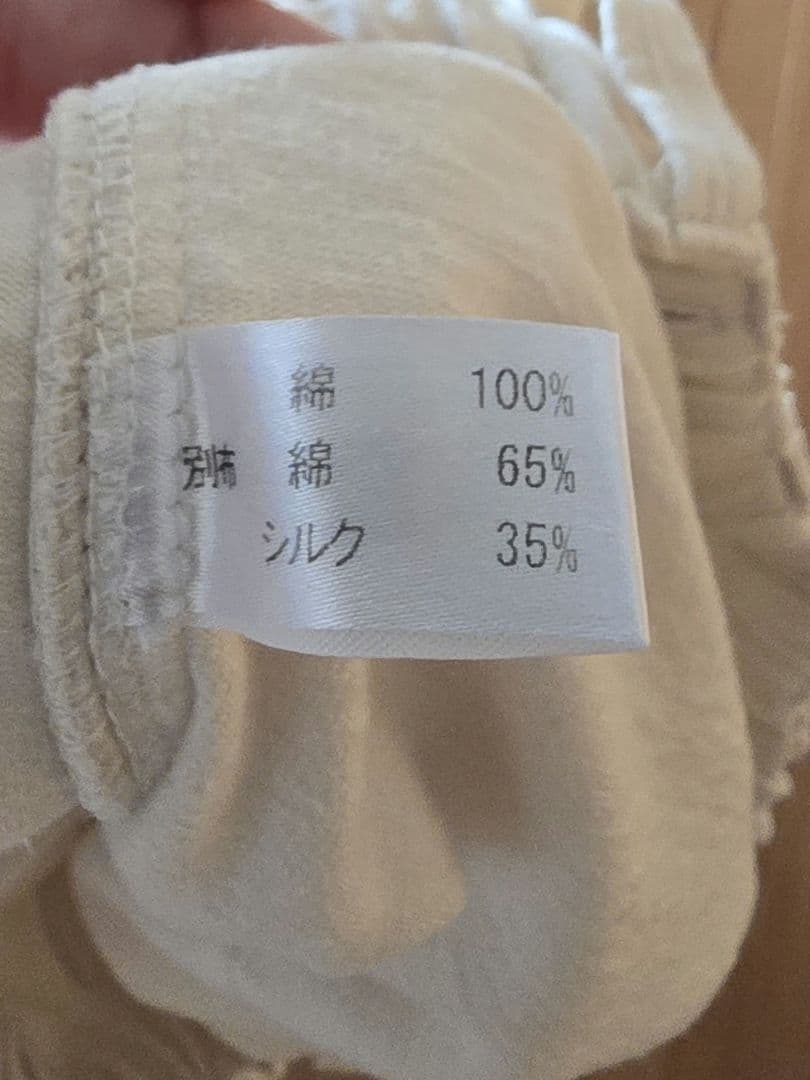 綿 100%
別布 綿 65%
シルク 35%